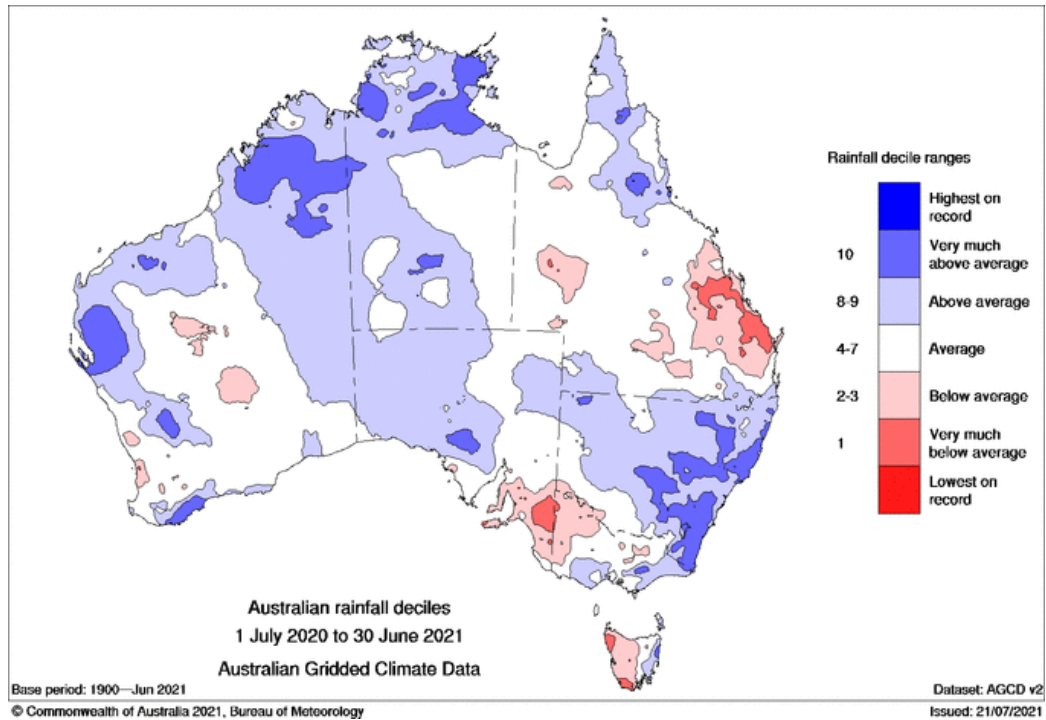 Rainfall decile ranges
Highest on
record
10
Very much
above average
8-9
Above average
4-7
Average
2-3
Below average
1
Very much
below average
Lowest on
record
Australian rainfall deciles
1 July 2020 to 30 June 2021
Australian Gridded Climate Data
Base period: 1900—Jun 2021
Dataset: AGCD v2
© Commonwealth of Australia 2021, Bureau of Meteorology
Issued: 21/07/2021